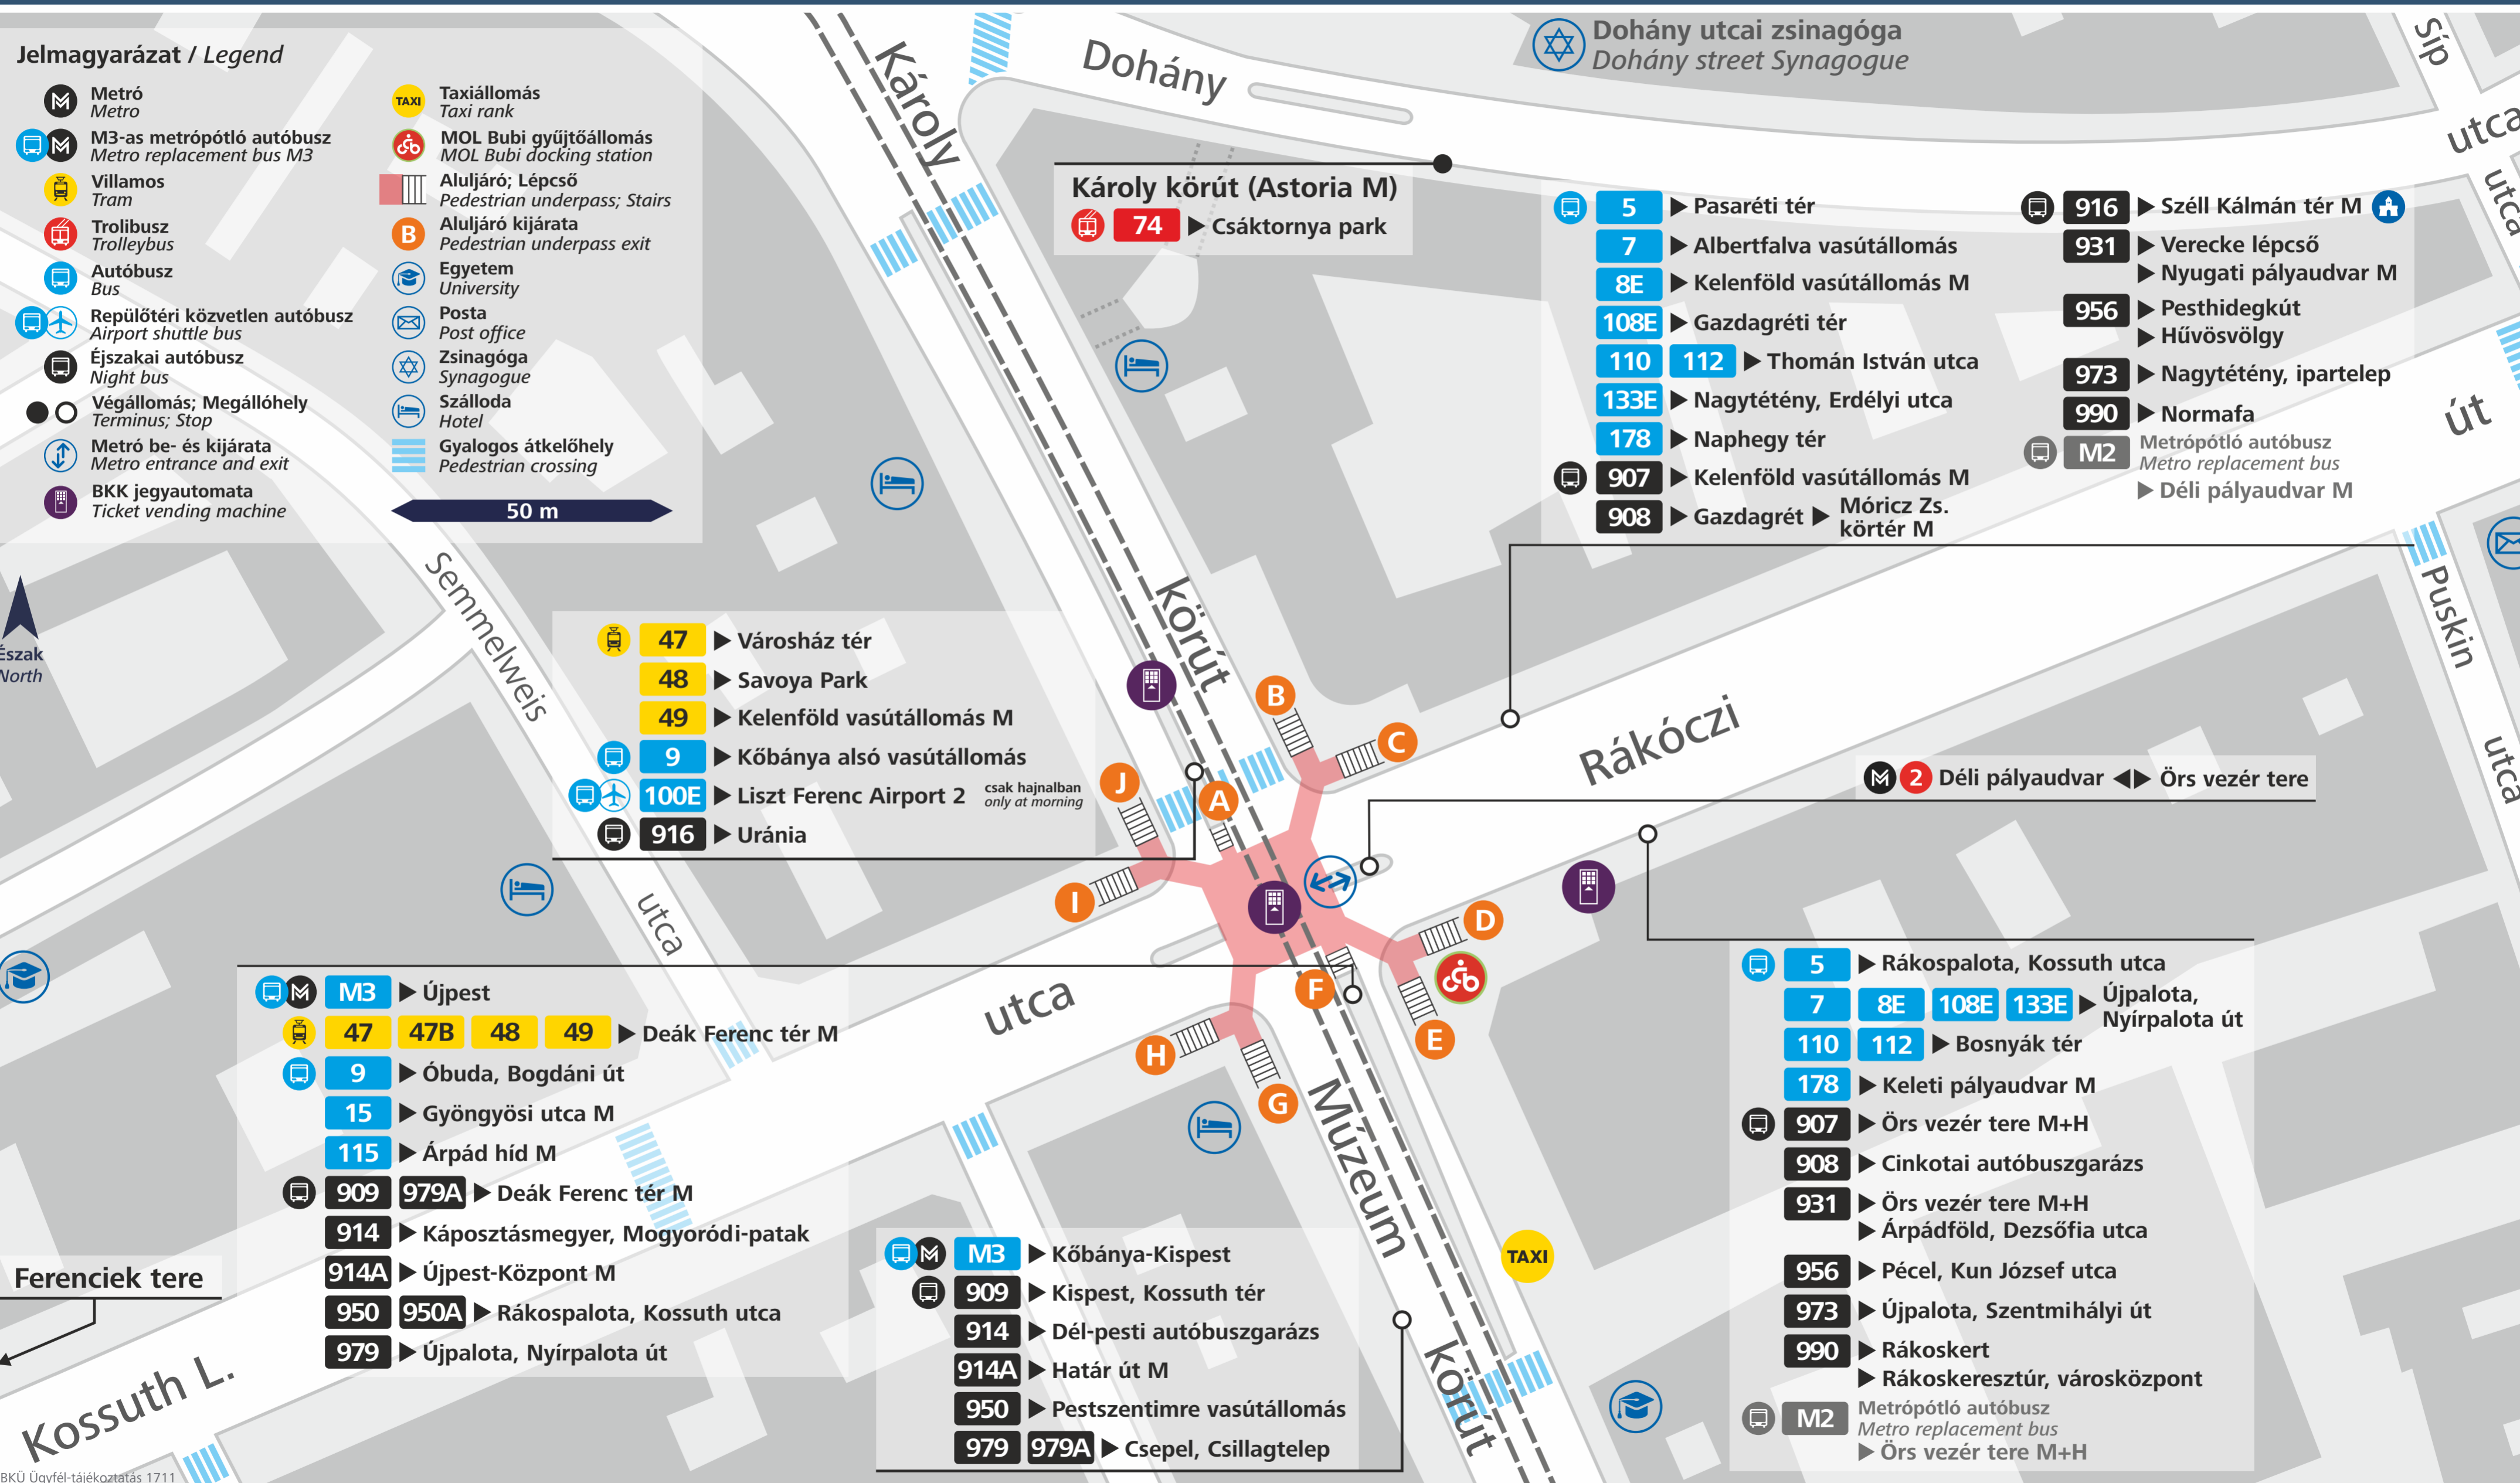 Jelmagyarázat / Legend
Metró
Metro
M3-as metrópótló autóbusz
Metro replacement bus M3
Villamos
Tram
Trolibusz
Trolleybus
Autóbusz
Bus
Repülőtéri közvetlen autóbusz
Airport shuttle bus
Éjszakai autóbusz
Night bus
Végállomás; Megállóhely
Terminus; Stop
Metró be- és kijárata
Metro entrance and exit
BKK jegyautomata
Ticket vending machine
TAXI
Taxiállomás
Taxi rank
MOL Bubi gyűjtőállomás
MOL Bubi docking station
Aluljáró; Lépcső
Pedestrian underpass; Stairs
B
Aluljáró kijárata
Pedestrian underpass exit
Egyetem
University
Posta
Post office
Zsinagóga
Synagogue
Szálloda
Hotel
Gyalogos átkelőhely
Pedestrian crossing
50 m
Észak
North
Károly
körút
Dohány
utca
Dohány utcai zsinagóga
Dohány street Synagogue
Síp
utca
Károly körút (Astoria M)
74 ▶ Csáktornya park
5 ▶ Pasaréti tér
7 ▶ Albertfalva vasútállomás
8E ▶ Kelenföld vasútállomás M
108E ▶ Gazdagréti tér
110 112 ▶ Thomán István utca
133E ▶ Nagytétény, Erdélyi utca
178 ▶ Naphegy tér
907 ▶ Kelenföld vasútállomás M
908 ▶ Gazdagrét ▶ Móricz Zs.
körtér M
916 ▶ Széll Kálmán tér M
931 ▶ Verecke lépcső
▶ Nyugati pályaudvar M
956 ▶ Pesthidegkút
▶ Hűvösvölgy
973 ▶ Nagytétény, ipartelep
990 ▶ Normafa
M2 Metrópótló autóbusz
Metro replacement bus
▶ Déli pályaudvar M
Rákóczi
út
Puskin
utca
Semmelweis
utca
47 ▶ Városház tér
48 ▶ Savoya Park
49 ▶ Kelenföld vasútállomás M
9 ▶ Kőbánya alsó vasútállomás
100E ▶ Liszt Ferenc Airport 2 csak hajnalban
only at morning
916 ▶ Uránia
B
C
J
A
I
D
F
E
H
G
M 2 Déli pályaudvar ◀▶ Örs vezér tere
M3 ▶ Újpest
47 47B 48 49 ▶ Deák Ferenc tér M
9 ▶ Óbuda, Bogdáni út
15 ▶ Gyöngyösi utca M
115 ▶ Árpád híd M
909 979A ▶ Deák Ferenc tér M
914 ▶ Káposztásmegyer, Mogyoródi-patak
914A ▶ Újpest-Központ M
950 950A ▶ Rákospalota, Kossuth utca
979 ▶ Újpalota, Nyírpalota út
Ferenciek tere
Kossuth L.
utca
M3 ▶ Kőbánya-Kispest
909 ▶ Kispest, Kossuth tér
914 ▶ Dél-pesti autóbuszgarázs
914A ▶ Határ út M
950 ▶ Pestszentimre vasútállomás
979 979A ▶ Csepel, Csillagtelep
Múzeum
körút
TAXI
5 ▶ Rákospalota, Kossuth utca
7 8E 108E 133E ▶ Újpalota,
Nyírpalota út
110 112 ▶ Bosnyák tér
178 ▶ Keleti pályaudvar M
907 ▶ Örs vezér tere M+H
908 ▶ Cinkotai autóbuszgarázs
931 ▶ Örs vezér tere M+H
▶ Árpádföld, Dezsőfia utca
956 ▶ Pécel, Kun József utca
973 ▶ Újpalota, Szentmihályi út
990 ▶ Rákoskert
▶ Rákoskeresztúr, városközpont
M2 Metrópótló autóbusz
Metro replacement bus
▶ Örs vezér tere M+H
BKÜ Ügyfél-tájékoztatás 1711